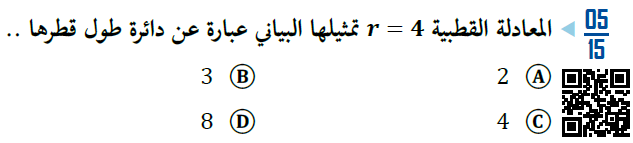 05
15
المعادلة القطبية r = 4 تمثيلها البياني عبارة عن دائرة طول قطرها ..
A 2
B 3
C 4
D 8